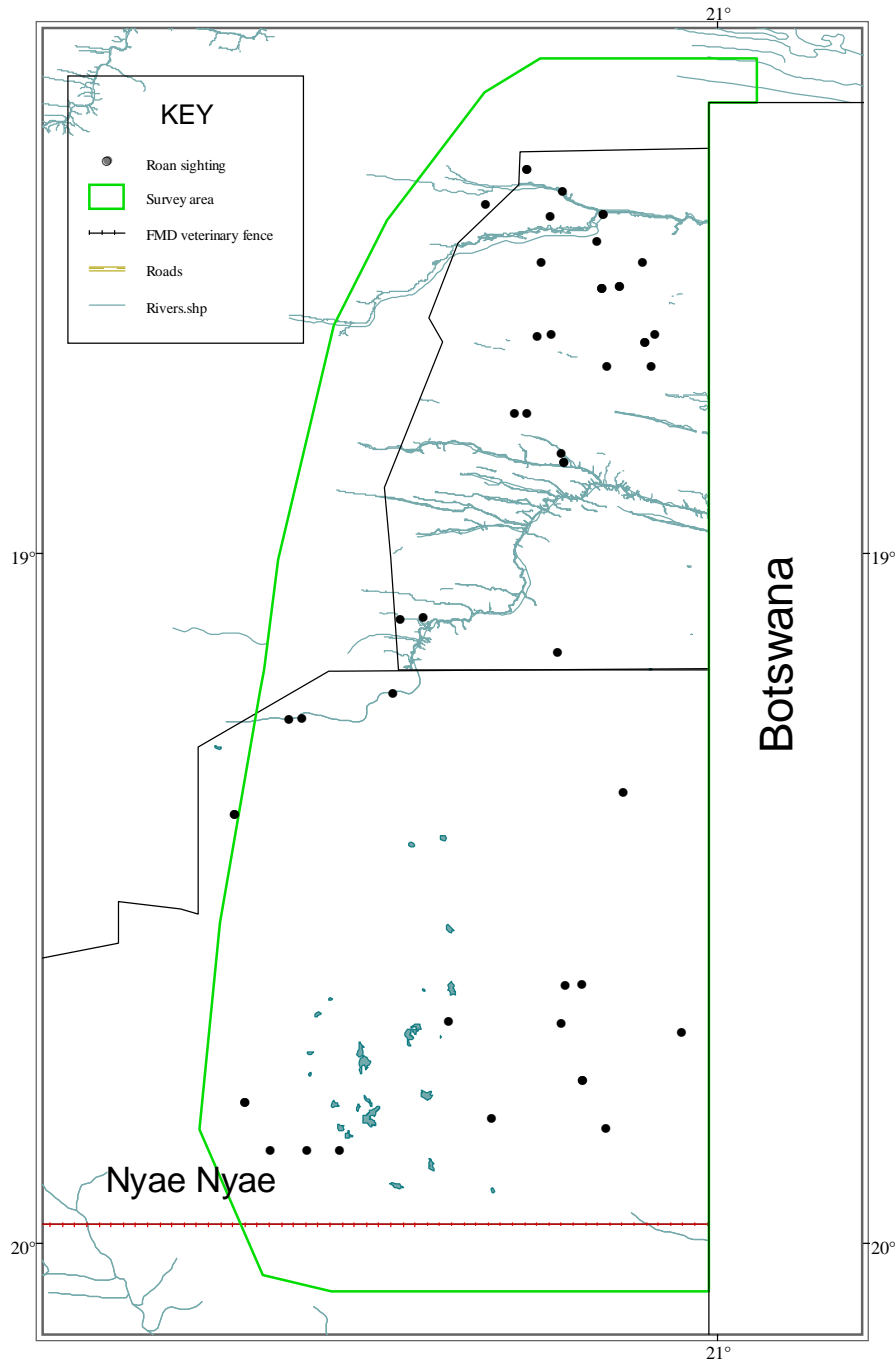 21°
KEY
Roan sighting
Survey area
FMD veterinary fence
Roads
Rivers.shp
19°
19°
Botswana
Nyae Nyae
20°
20°
21°